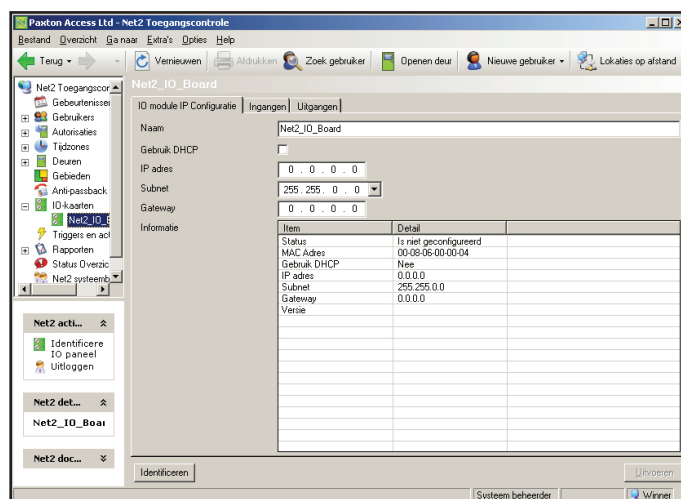 Paxton Access Ltd - Net2 Toegangscontrole
Bestand Overzicht Ga naar Extra's Opties Help
Terug Vernieuwen Afdrukken Zoek gebruiker Openen deur Nieuwe gebruiker Lokaties op afstand
Net2 Toegangscor
Gebeurtenisser
Gebruikers
Autorisaties
Tijdzones
Deuren
Gebieden
Anti-passback
IO-kaarten
Net2_IO_B
Triggers en act
Rapporten
Status Overzic
Net2 systeemb
Net2 acti...
Identificere
IO paneel
Uitloggen
Net2 det...
Net2_IO_Boar
Net2 doc...
Net2_IO_Board
IO module IP Configuratie Ingangen Uitgangen
Naam Net2_IO_Board
Gebruik DHCP
IP adres 0 . 0 . 0 . 0
Subnet 255 . 255 . 0 . 0
Gateway 0 . 0 . 0 . 0
Informatie
Item Detail
Status Is niet geconfigureerd
MAC Adres 00-08-06-00-00-04
Gebruik DHCP Nee
IP adres 0.0.0.0
Subnet 255.255.0.0
Gateway 0.0.0.0
Versie
Identificeren Uitvoeren
Systeem beheerder Winner